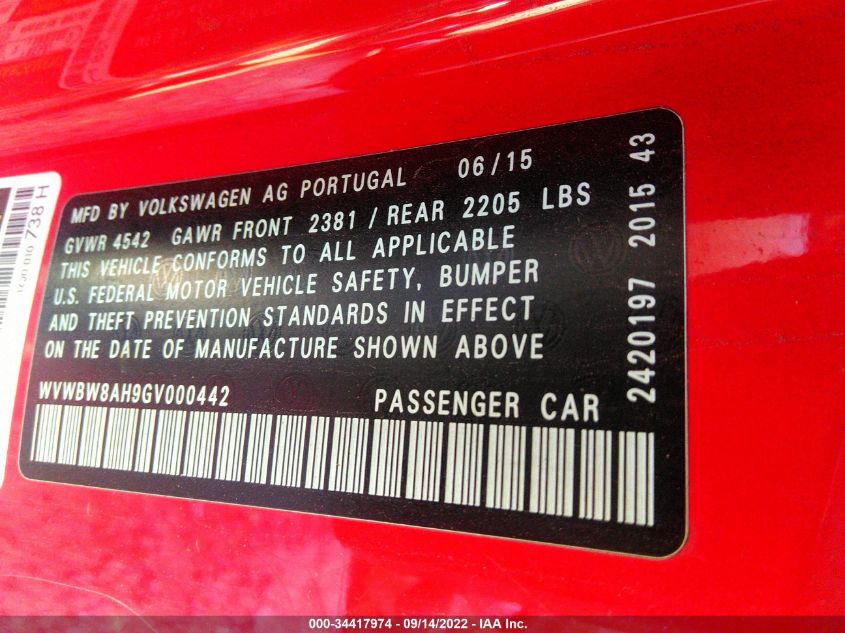 MFD BY VOLKSWAGEN AG PORTUGAL 06/15
GVWR 4542 GAWR FRONT 2381 / REAR 2205 LBS
THIS VEHICLE CONFORMS TO ALL APPLICABLE
U.S. FEDERAL MOTOR VEHICLE SAFETY, BUMPER
AND THEFT PREVENTION STANDARDS IN EFFECT
ON THE DATE OF MANUFACTURE SHOWN ABOVE
WVWBW8AH9GV000442 PASSENGER CAR
2420197 2015 43
738 H
000-34417974 - 09/14/2022 - IAA Inc.